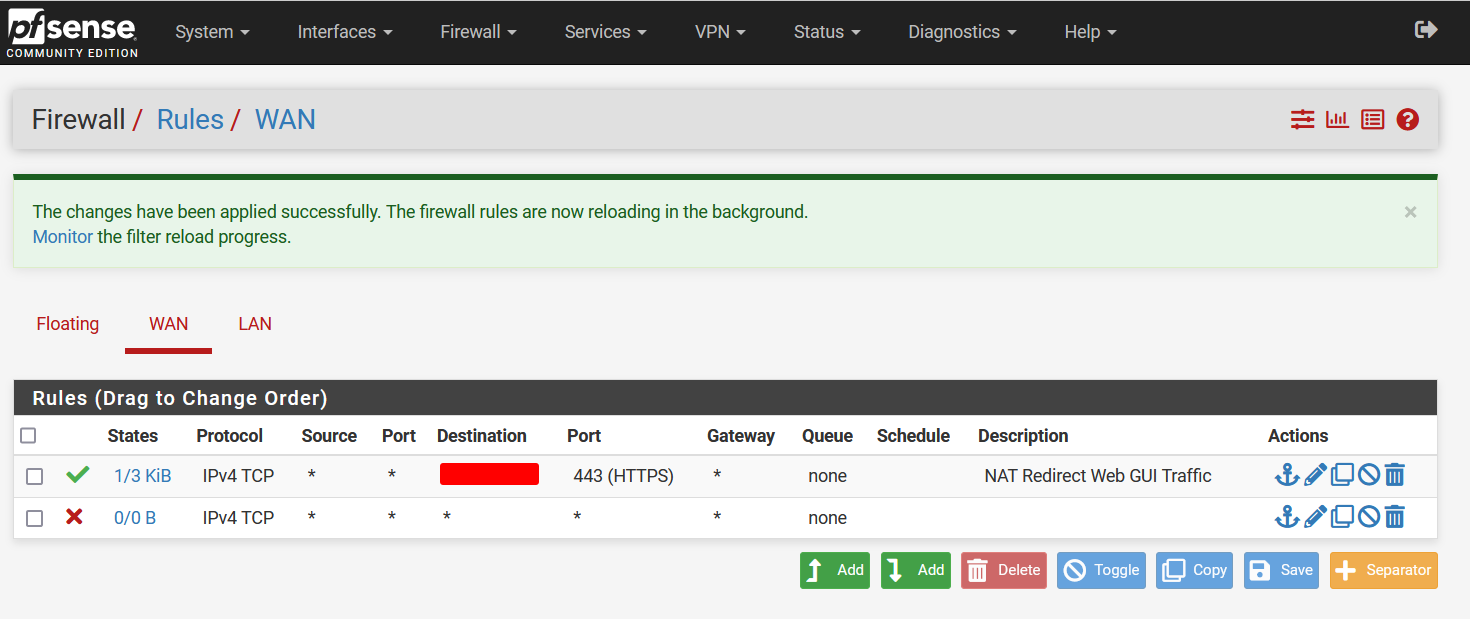 pfsense
COMMUNITY EDITION
System Interfaces Firewall Services VPN Status Diagnostics Help
Firewall / Rules / WAN
The changes have been applied successfully. The firewall rules are now reloading in the background.
Monitor the filter reload progress.
Floating WAN LAN
Rules (Drag to Change Order)
States Protocol Source Port Destination Port Gateway Queue Schedule Description Actions
1/3 KiB IPv4 TCP * * 443 (HTTPS) * none NAT Redirect Web GUI Traffic
0/0 B IPv4 TCP * * * * * none
Add Add Delete Toggle Copy Save Separator